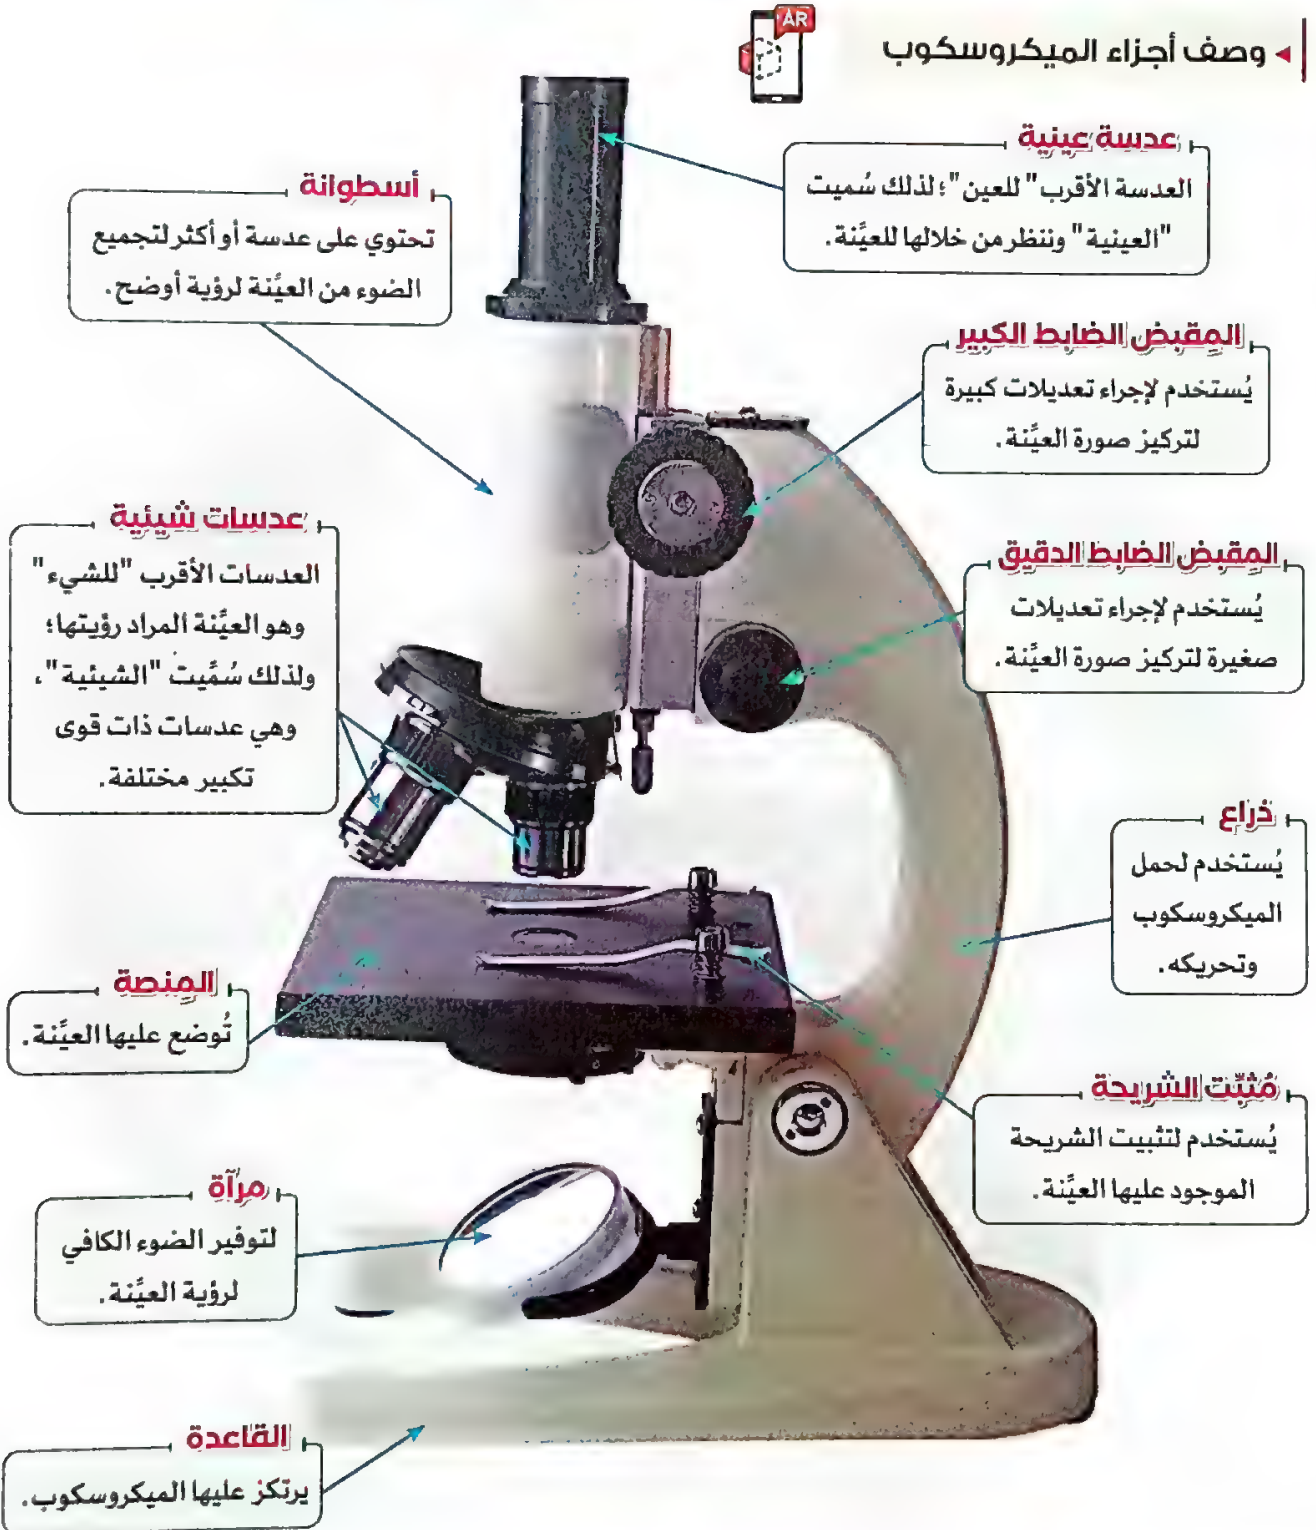 وصف أجزاء الميكروسكوب
AR
عدسة عينية
العدسة الأقرب "للعين"؛ لذلك سُميت
"العينية" وننظر من خلالها للعيِّنة.
أسطوانة
تحتوي على عدسة أو أكثر لتجميع
الضوء من العيِّنة لرؤية أوضح.
المِقبض الضابط الكبير
يُستخدم لإجراء تعديلات كبيرة
لتركيز صورة العيِّنة.
عدسات شيئية
العدسات الأقرب "للشيء"
وهو العيِّنة المراد رؤيتها؛
ولذلك سُمِّيت "الشيئية"،
وهي عدسات ذات قوى
تكبير مختلفة.
المِقبض الضابط الدقيق
يُستخدم لإجراء تعديلات
صغيرة لتركيز صورة العيِّنة.
ذراع
يُستخدم لحمل
الميكروسكوب
وتحريكه.
المِنصة
تُوضع عليها العيِّنة.
مُثبِّت الشريحة
يُستخدم لتثبيت الشريحة
الموجود عليها العيِّنة.
مرآة
لتوفير الضوء الكافي
لرؤية العيِّنة.
القاعدة
يرتكز عليها الميكروسكوب.